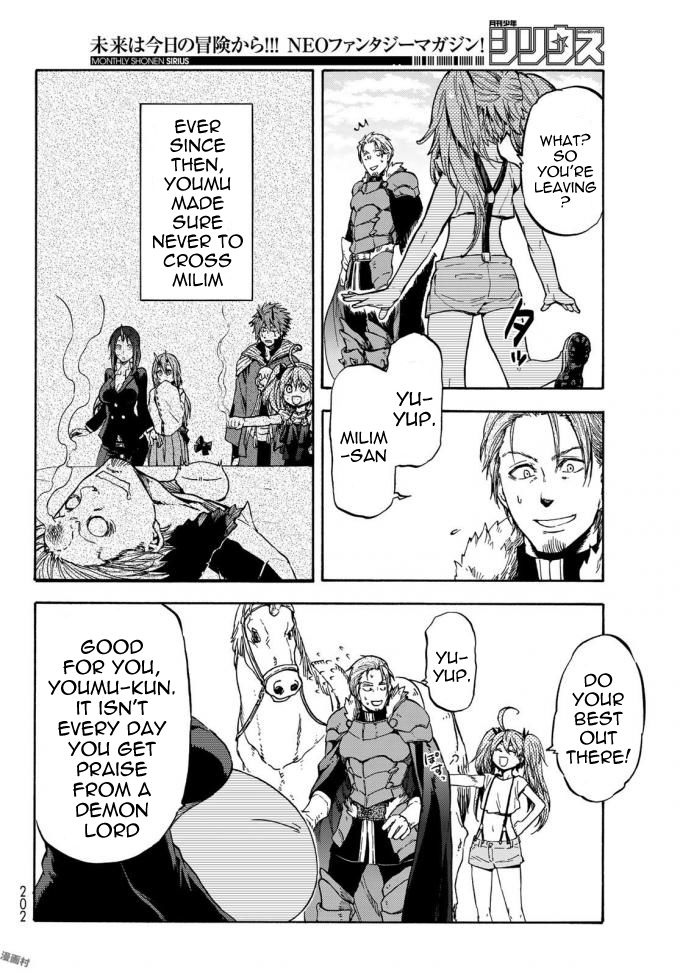 未来は今日の冒険から!!! NEOファンタジーマガジン!
月刊少年
シリウス
MONTHLY SHONEN SIRIUS
WHAT?
SO
YOU'RE
LEAVING
?
タッ
YU-
YUP.
MILIM
-SAN
EVER
SINCE
THEN,
YOUMU
MADE
SURE
NEVER TO
CROSS
MILIM
DO
YOUR
BEST
OUT
THERE!
YU-
YUP.
GOOD
FOR YOU,
YOUMU-KUN.
IT ISN'T
EVERY DAY
YOU GET
PRAISE
FROM A
DEMON
LORD
202
漫画村